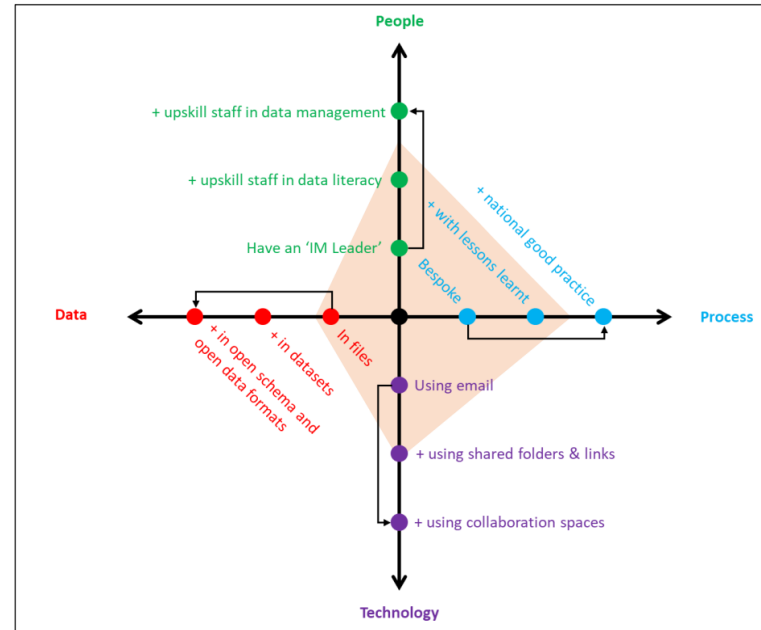 People
+ upskill staff in data management
+ upskill staff in data literacy
Have an ‘IM Leader’
+ national good practice
+ with lessons learnt
Bespoke
Data
Process
In files
+ in datasets
+ in open schema and
open data formats
Using email
+ using shared folders & links
+ using collaboration spaces
Technology